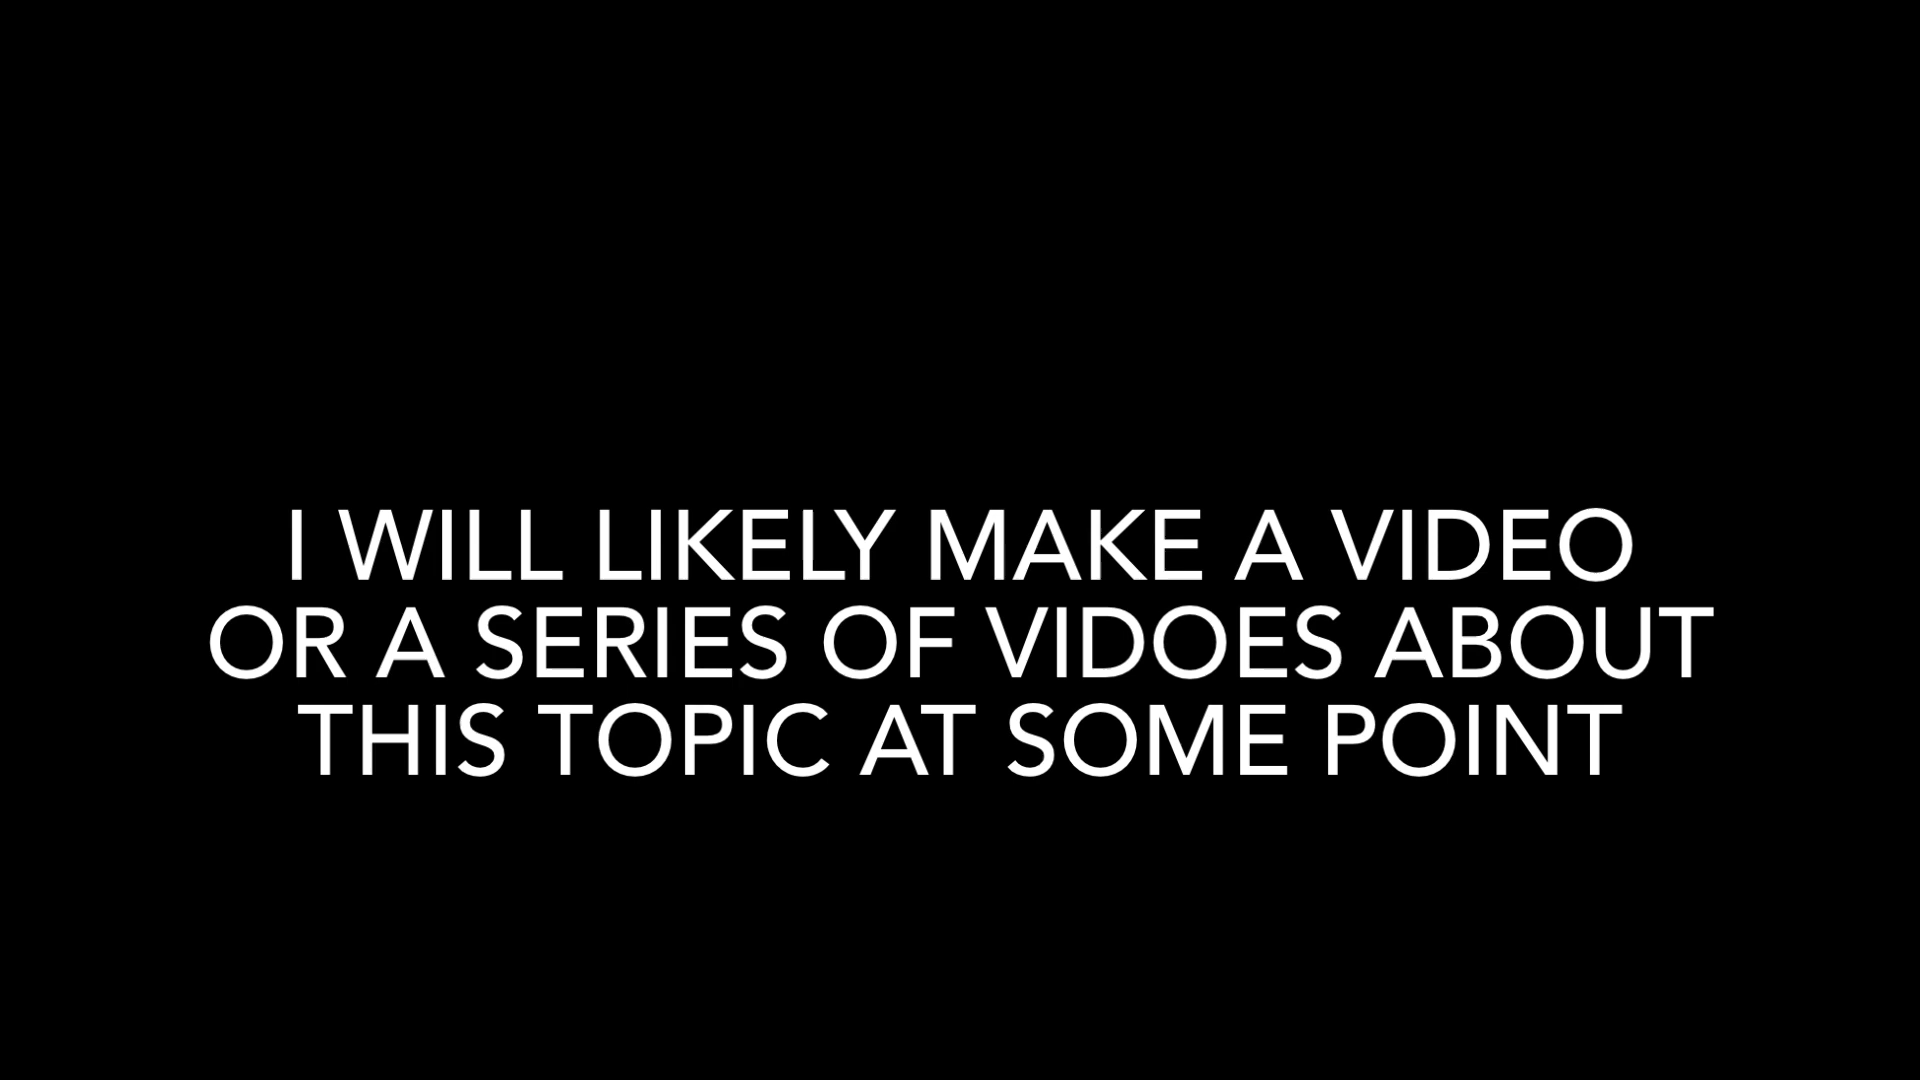 I WILL LIKELY MAKE A VIDEO
OR A SERIES OF VIDOES ABOUT
THIS TOPIC AT SOME POINT